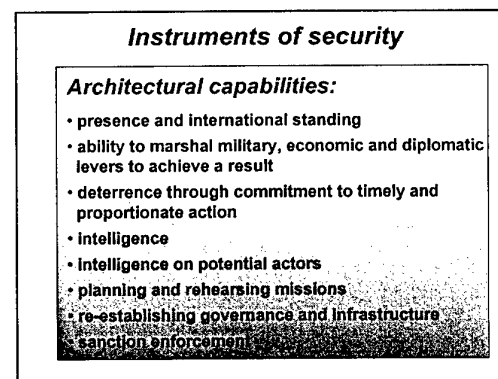 Instruments of security
Architectural capabilities:
• presence and international standing
• ability to marshal military, economic and diplomatic
levers to achieve a result
• deterrence through commitment to timely and
proportionate action
• intelligence
• intelligence on potential actors
• planning and rehearsing missions
• re-establishing governance and infrastructure
• sanction enforcement